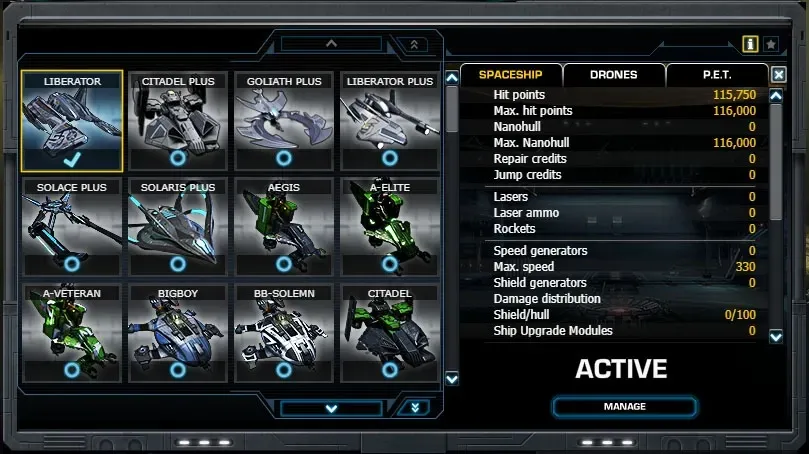 LIBERATOR CITADEL PLUS GOLIATH PLUS LIBERATOR PLUS
SOLACE PLUS SOLARIS PLUS AEGIS A-ELITE
A-VETERAN BIGBOY BB-SOLEMN CITADEL
SPACESHIP DRONES P.E.T.
Hit points 115,750
Max. hit points 116,000
Nanohull 0
Max. Nanohull 116,000
Repair credits 0
Jump credits 0
Lasers 0
Laser ammo 0
Rockets 0
Speed generators 0
Max. speed 330
Shield generators 0
Damage distribution
Shield/hull 0/100
Ship Upgrade Modules 0
ACTIVE
MANAGE